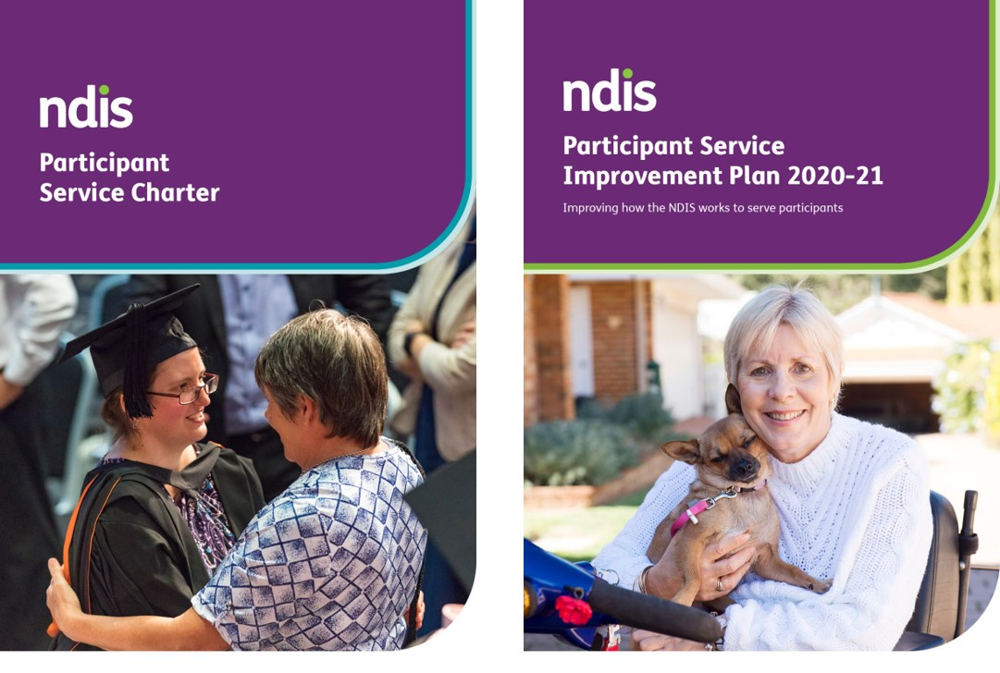 ndis
Participant
Service Charter
ndis
Participant Service
Improvement Plan 2020-21
Improving how the NDIS works to serve participants